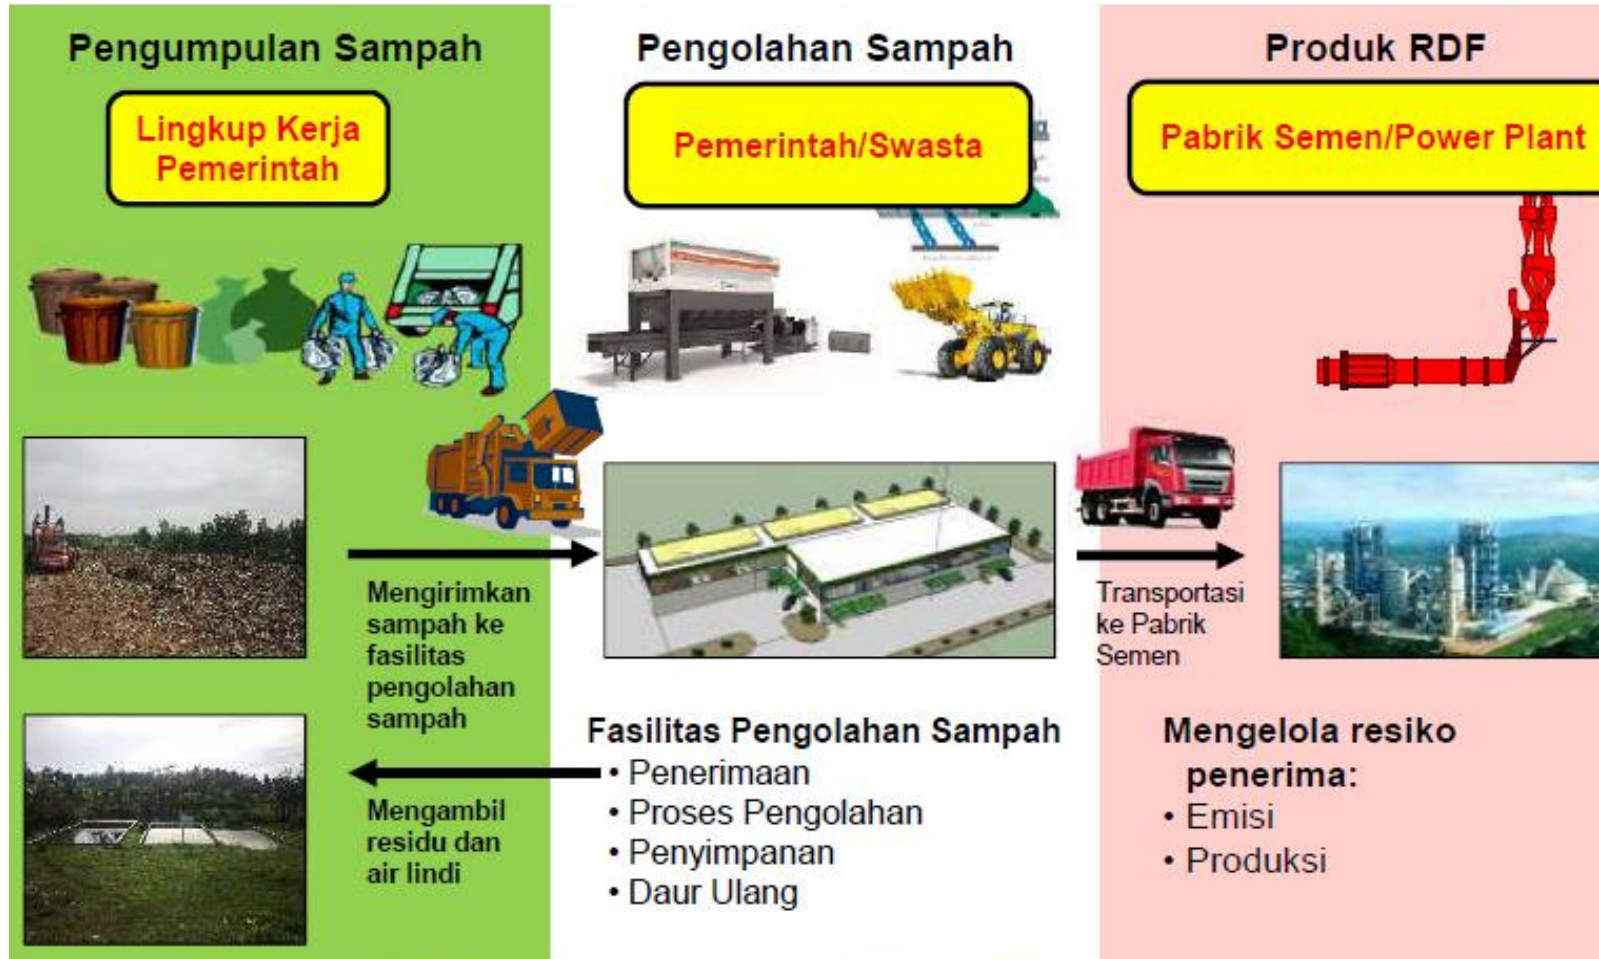 Pengumpulan Sampah
Lingkup Kerja
Pemerintah
Mengirimkan
sampah ke
fasilitas
pengolahan
sampah
Mengambil
residu dan
air lindi
Pengolahan Sampah
Pemerintah/Swasta
Fasilitas Pengolahan Sampah
• Penerimaan
• Proses Pengolahan
• Penyimpanan
• Daur Ulang
Produk RDF
Pabrik Semen/Power Plant
Transportasi
ke Pabrik
Semen
Mengelola resiko
penerima:
• Emisi
• Produksi